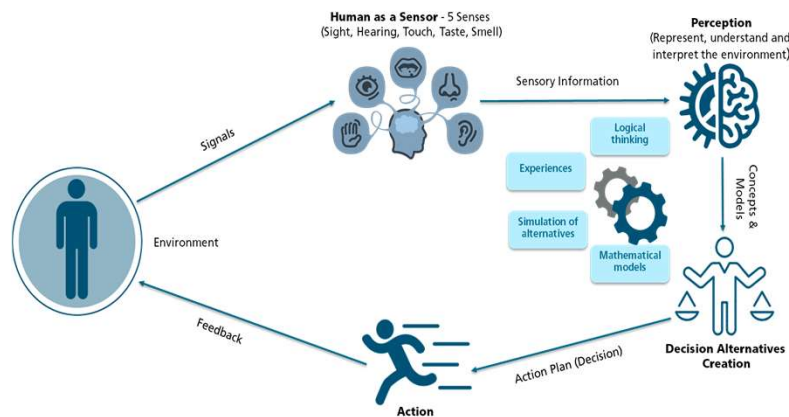 Human as a Sensor - 5 Senses
(Sight, Hearing, Touch, Taste, Smell)
Perception
(Represent, understand and
interpret the environment)
Signals
Sensory Information
Logical
thinking
Experiences
Simulation of
alternatives
Mathematical
models
Concepts &
Models
Environment
Feedback
Action Plan (Decision)
Decision Alternatives
Creation
Action